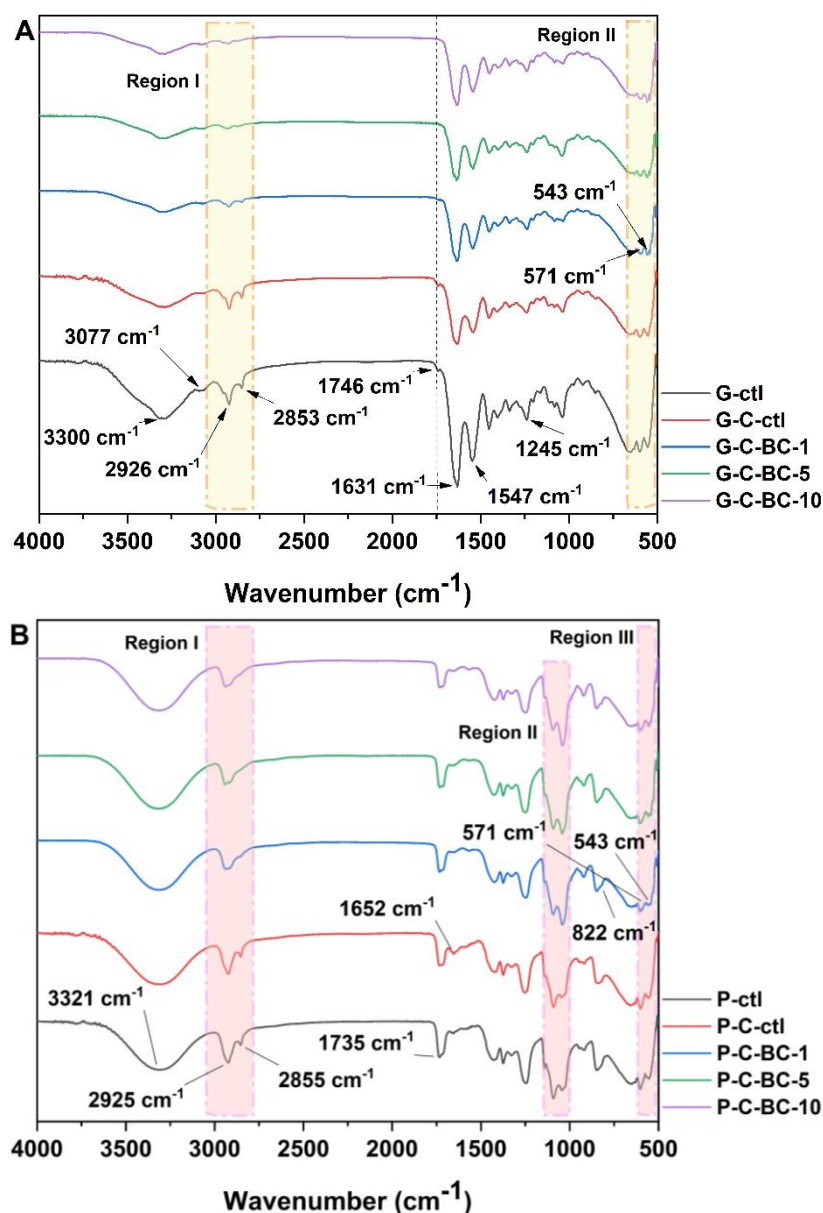 A
Region I
Region II
543 cm-1
571 cm-1
3077 cm-1
3300 cm-1
2926 cm-1
2853 cm-1
1746 cm-1
1631 cm-1
1547 cm-1
1245 cm-1
G-ctl
G-C-ctl
G-C-BC-1
G-C-BC-5
G-C-BC-10
4000 3500 3000 2500 2000 1500 1000 500
Wavenumber (cm-1)
B
Region I
Region III
Region II
571 cm-1
543 cm-1
1652 cm-1
822 cm-1
3321 cm-1
1735 cm-1
2925 cm-1
2855 cm-1
P-ctl
P-C-ctl
P-C-BC-1
P-C-BC-5
P-C-BC-10
4000 3500 3000 2500 2000 1500 1000 500
Wavenumber (cm-1)